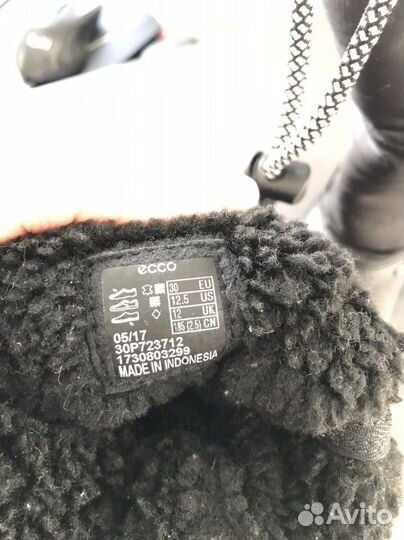 ecco
30 EU
12.5 US
12 UK
185 (2.5) CN
05/17
30P723712
1730803299
MADE IN INDONESIA
Avito